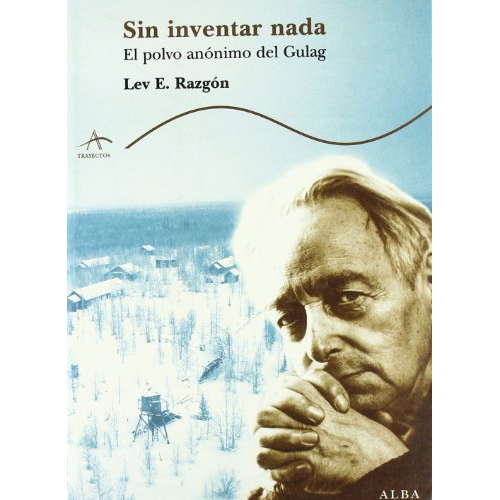 Sin inventar nada
El polvo anónimo del Gulag
Lev E. Razgón
TRAYECTOS
ALBA